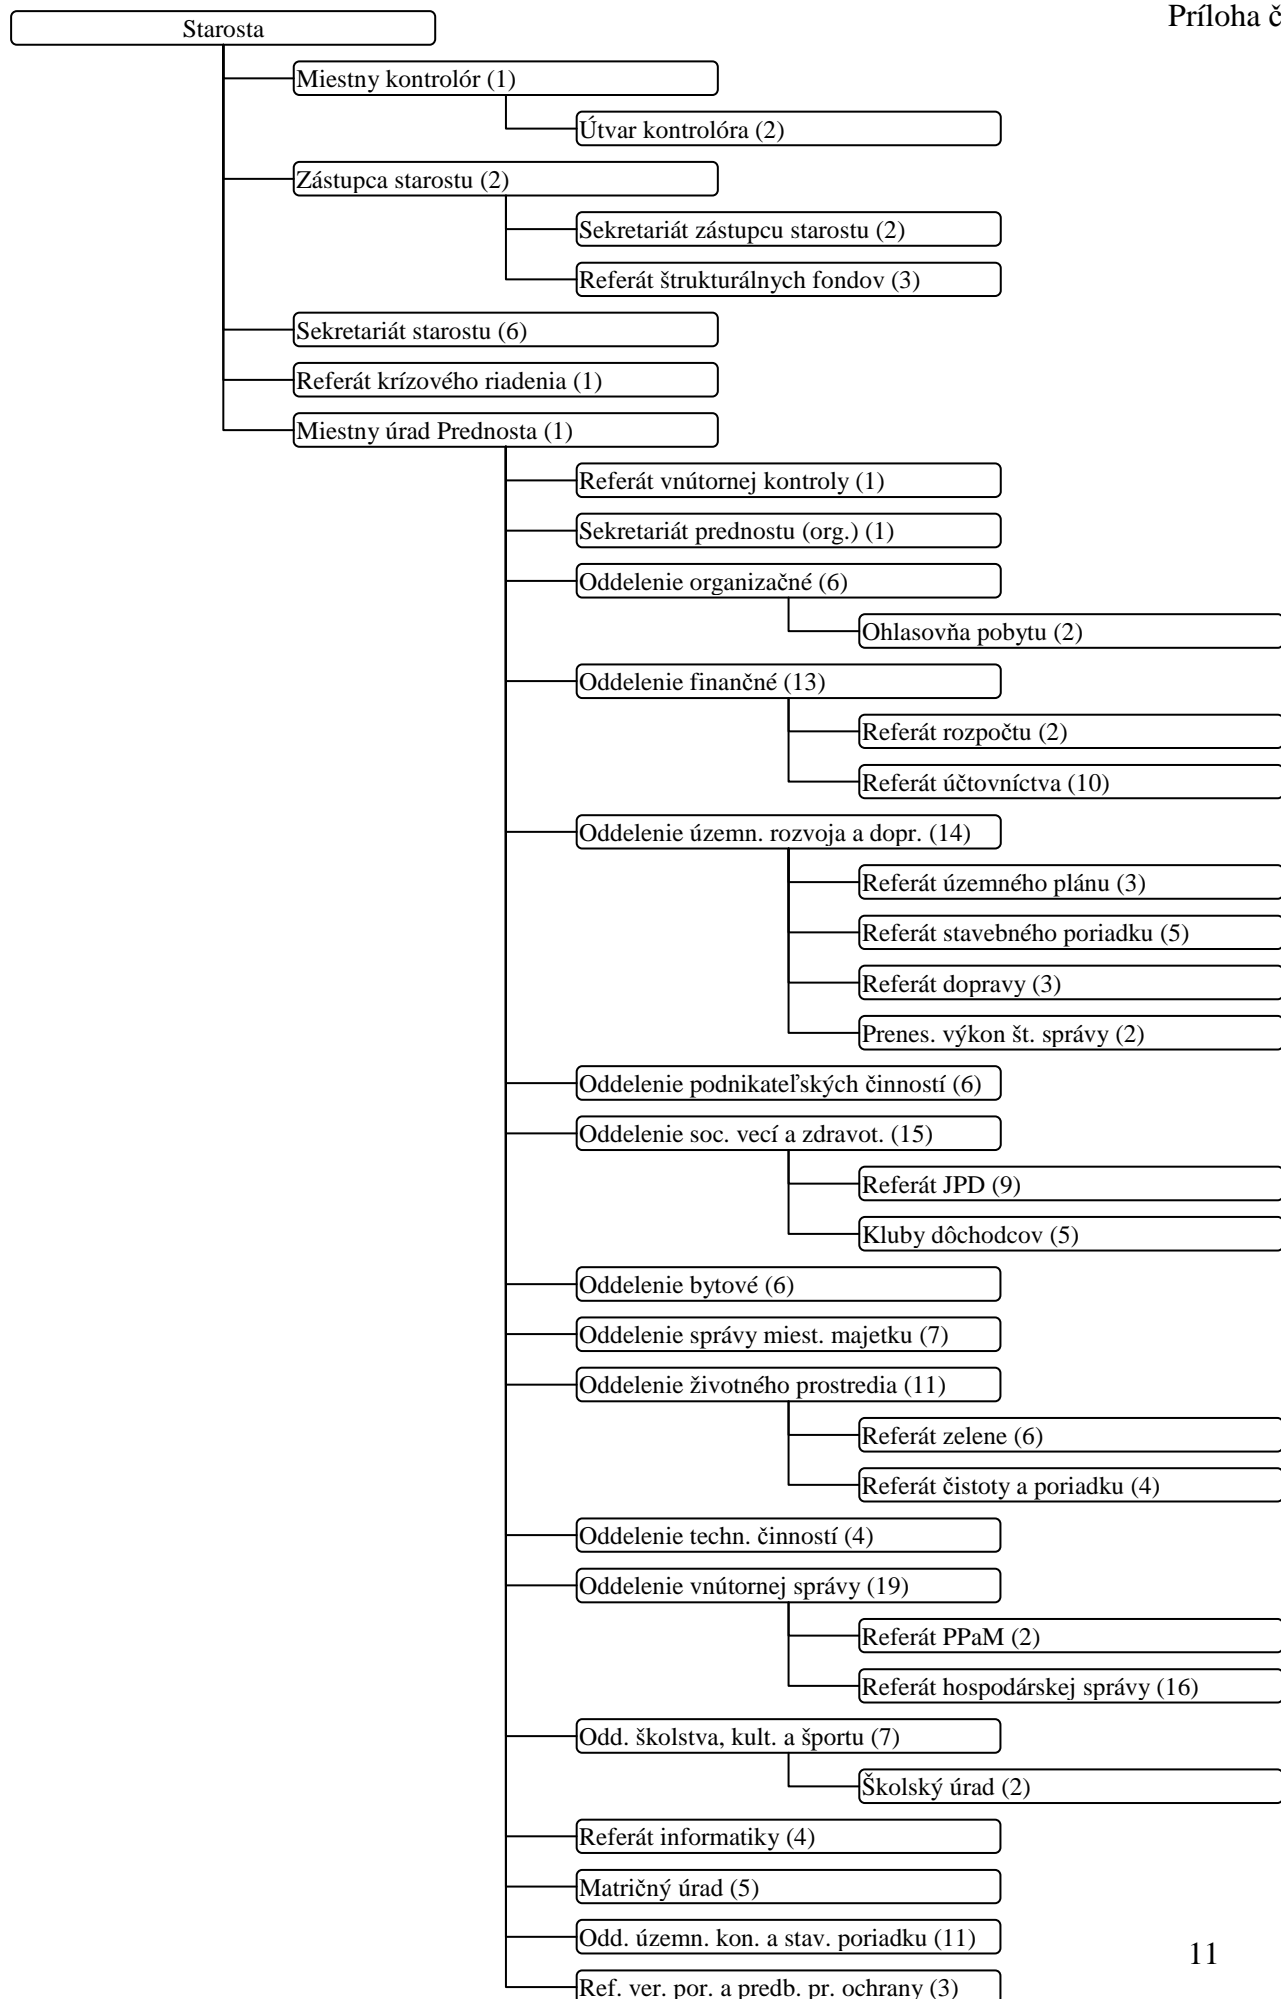 Príloha č
Starosta
Miestny kontrolór (1)
Útvar kontrolóra (2)
Zástupca starostu (2)
Sekretariát zástupcu starostu (2)
Referát štrukturálnych fondov (3)
Sekretariát starostu (6)
Referát krízového riadenia (1)
Miestny úrad Prednosta (1)
Referát vnútornej kontroly (1)
Sekretariát prednostu (org.) (1)
Oddelenie organizačné (6)
Ohlasovňa pobytu (2)
Oddelenie finančné (13)
Referát rozpočtu (2)
Referát účtovníctva (10)
Oddelenie územn. rozvoja a dopr. (14)
Referát územného plánu (3)
Referát stavebného poriadku (5)
Referát dopravy (3)
Prenes. výkon št. správy (2)
Oddelenie podnikateľských činností (6)
Oddelenie soc. vecí a zdravot. (15)
Referát JPD (9)
Kluby dôchodcov (5)
Oddelenie bytové (6)
Oddelenie správy miest. majetku (7)
Oddelenie životného prostredia (11)
Referát zelene (6)
Referát čistoty a poriadku (4)
Oddelenie techn. činností (4)
Oddelenie vnútornej správy (19)
Referát PPaM (2)
Referát hospodárskej správy (16)
Odd. školstva, kult. a športu (7)
Školský úrad (2)
Referát informatiky (4)
Matričný úrad (5)
Odd. územn. kon. a stav. poriadku (11)
11
Ref. ver. por. a predb. pr. ochrany (3)